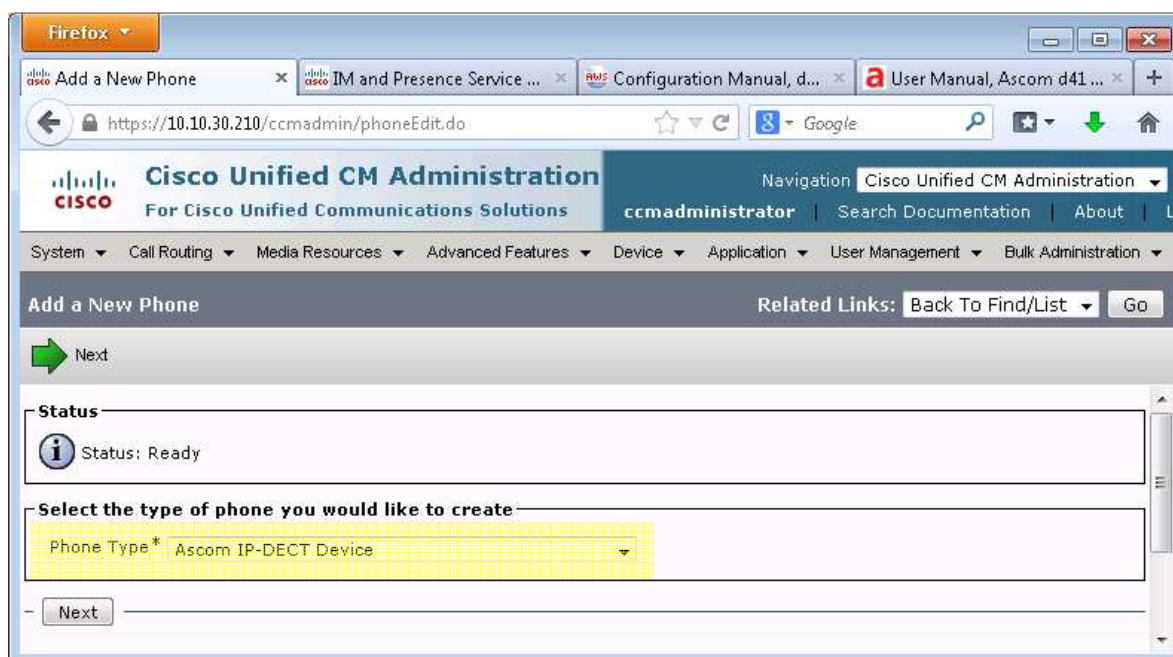 Firefox
Add a New Phone
IM and Presence Service ...
AWS Configuration Manual, d...
a User Manual, Ascom d41 ...
https://10.10.30.210/ccmadmin/phoneEdit.do
8 Google
cisco
Cisco Unified CM Administration
For Cisco Unified Communications Solutions
Navigation Cisco Unified CM Administration
ccmadministrator | Search Documentation | About | L
System Call Routing Media Resources Advanced Features Device Application User Management Bulk Administration
Add a New Phone
Related Links: Back To Find/List Go
Next
Status
i Status: Ready
Select the type of phone you would like to create
Phone Type* Ascom IP-DECT Device
Next